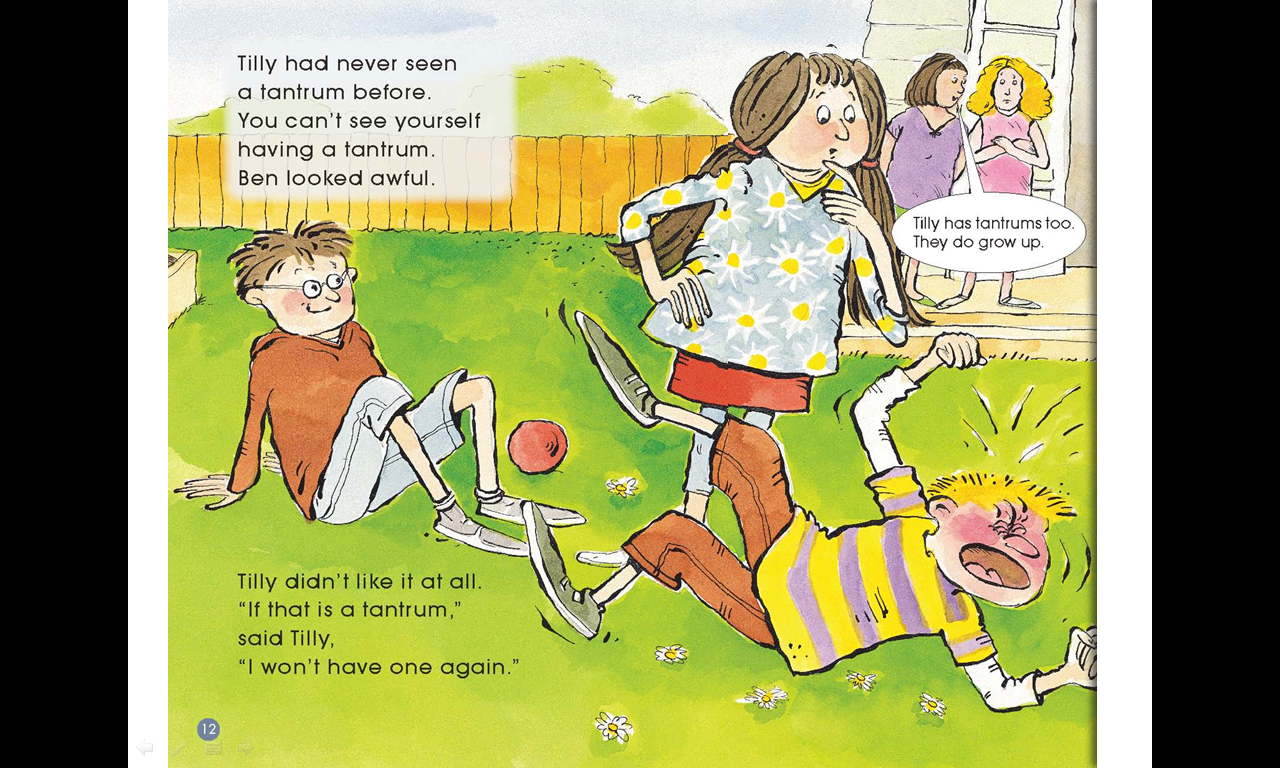 Tilly had never seen
a tantrum before.
You can't see yourself
having a tantrum.
Ben looked awful.
Tilly has tantrums too.
They do grow up.
Tilly didn't like it at all.
“If that is a tantrum,”
said Tilly,
“I won't have one again.”
12